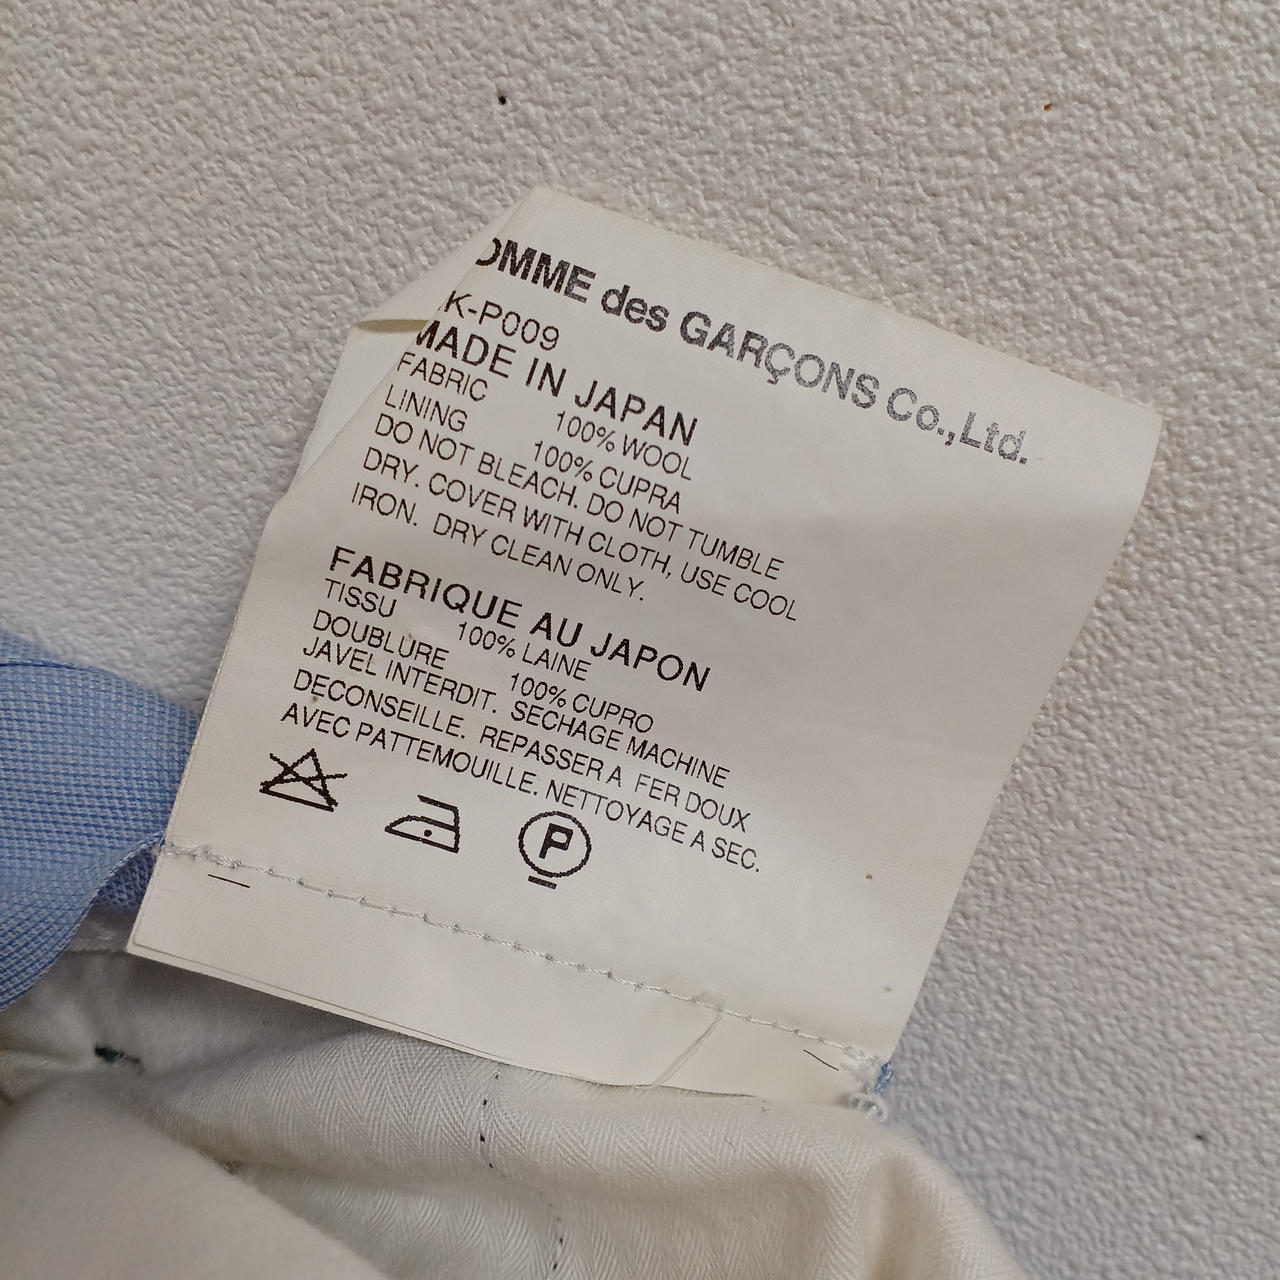 OMME des GARÇONS Co.,Ltd.
K-P009
MADE IN JAPAN
FABRIC 100% WOOL
LINING 100% CUPRA
DO NOT BLEACH. DO NOT TUMBLE
DRY. COVER WITH CLOTH, USE COOL
IRON. DRY CLEAN ONLY.
FABRIQUE AU JAPON
TISSU 100% LAINE
DOUBLURE 100% CUPRO
JAVEL INTERDIT. SECHAGE MACHINE
DECONSEILLE. REPASSER A FER DOUX
AVEC PATTEMOUILLE. NETTOYAGE A SEC.
P